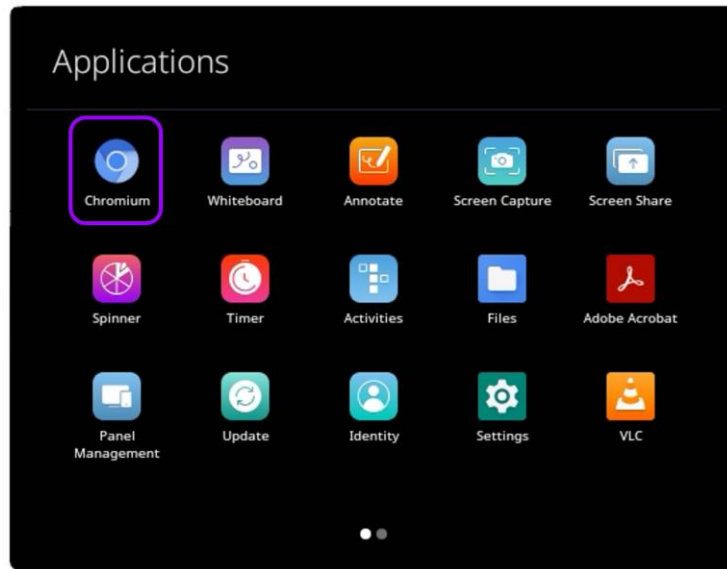 Applications
Chromium
Whiteboard
Annotate
Screen Capture
Screen Share
Spinner
Timer
Activities
Files
Adobe Acrobat
Panel
Management
Update
Identity
Settings
VLC